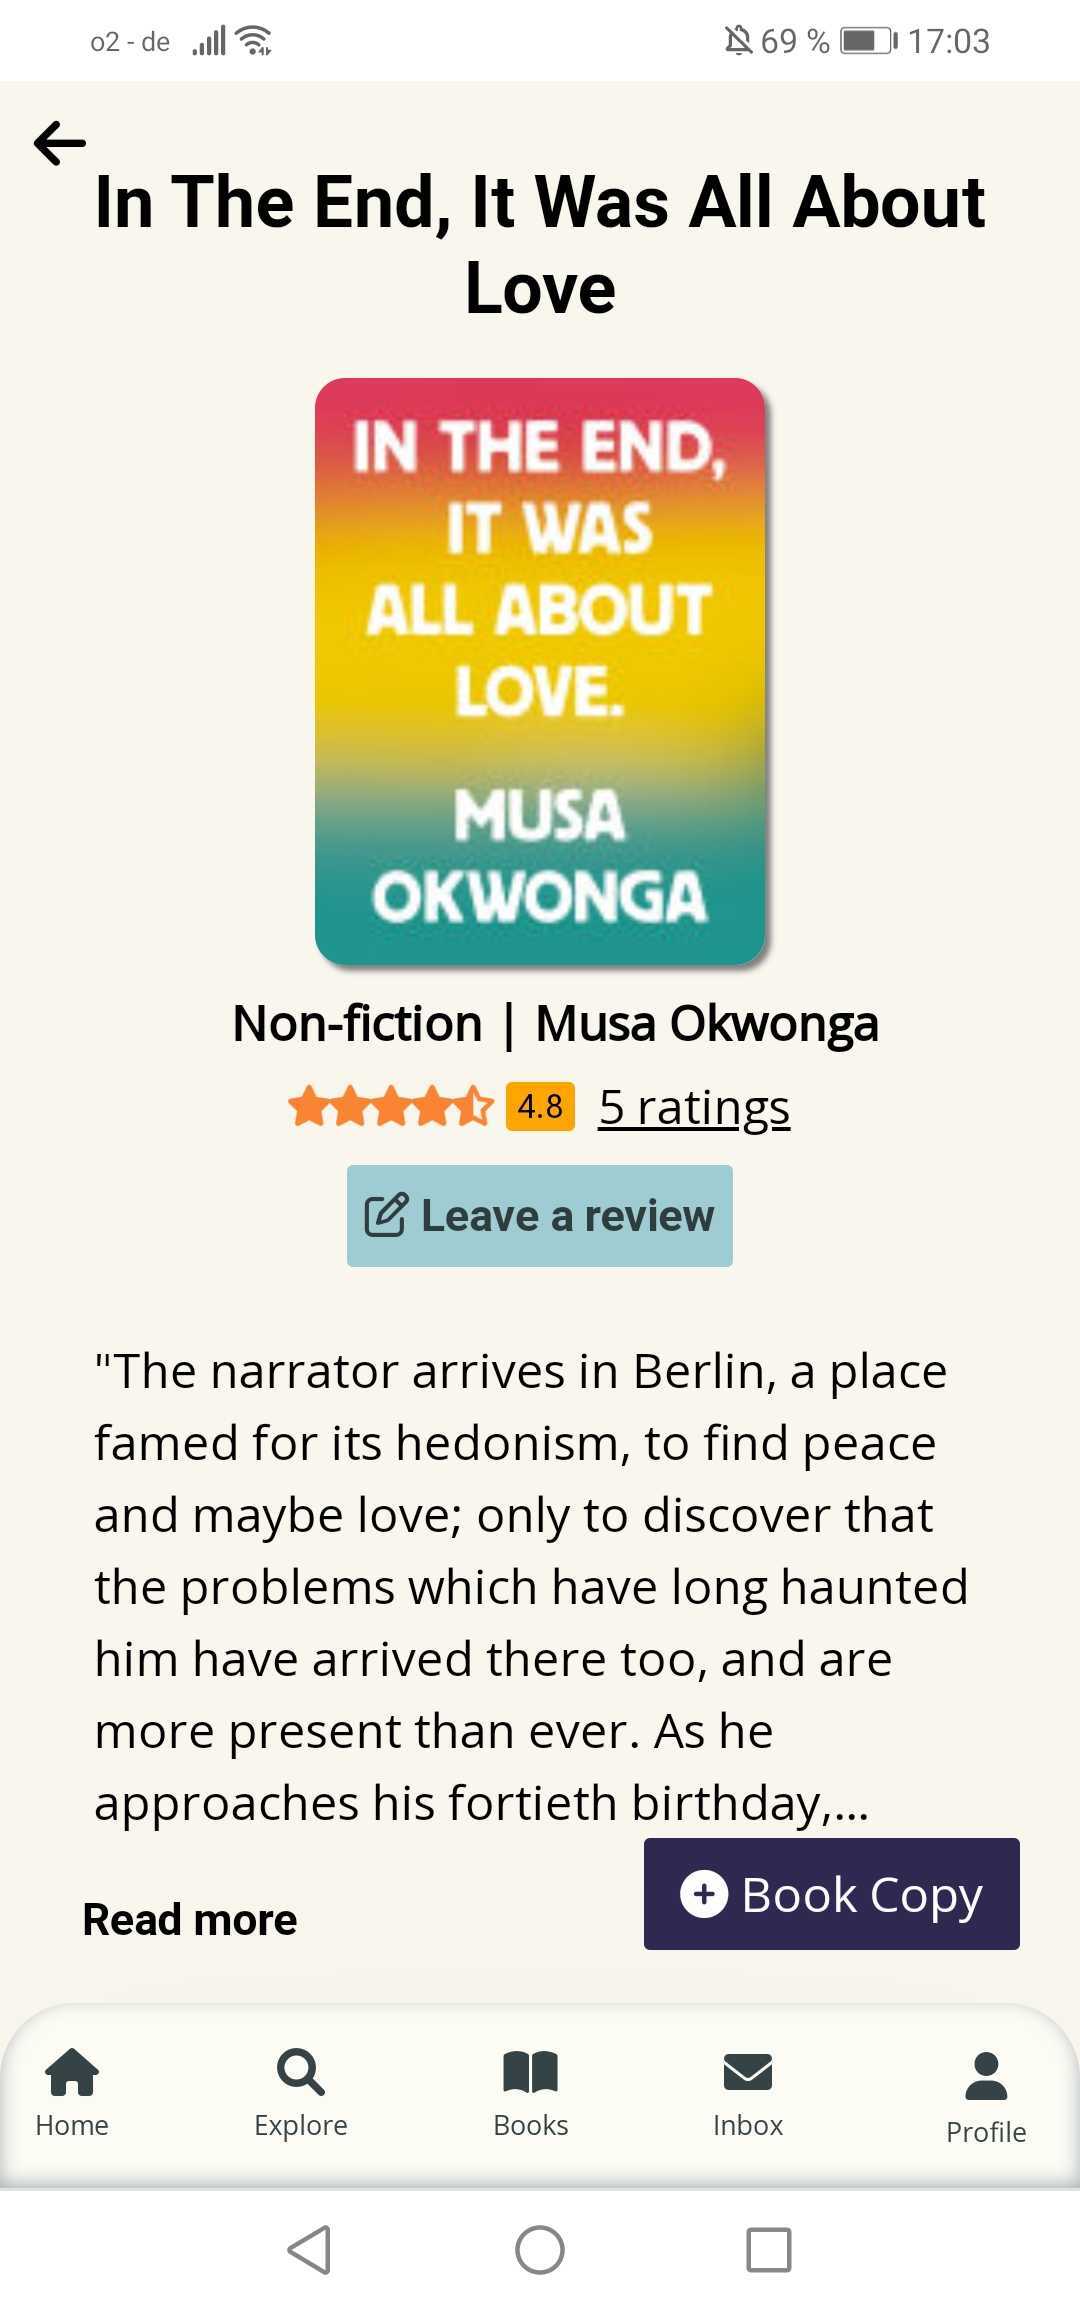 o2 - de 69 % 17:03
In The End, It Was All About
Love
IN THE END,
IT WAS
ALL ABOUT
LOVE.
MUSA
OKWONGA
Non-fiction | Musa Okwonga
4.8 5 ratings
Leave a review
"The narrator arrives in Berlin, a place
famed for its hedonism, to find peace
and maybe love; only to discover that
the problems which have long haunted
him have arrived there too, and are
more present than ever. As he
approaches his fortieth birthday,...
Book Copy
Read more
Home Explore Books Inbox Profile